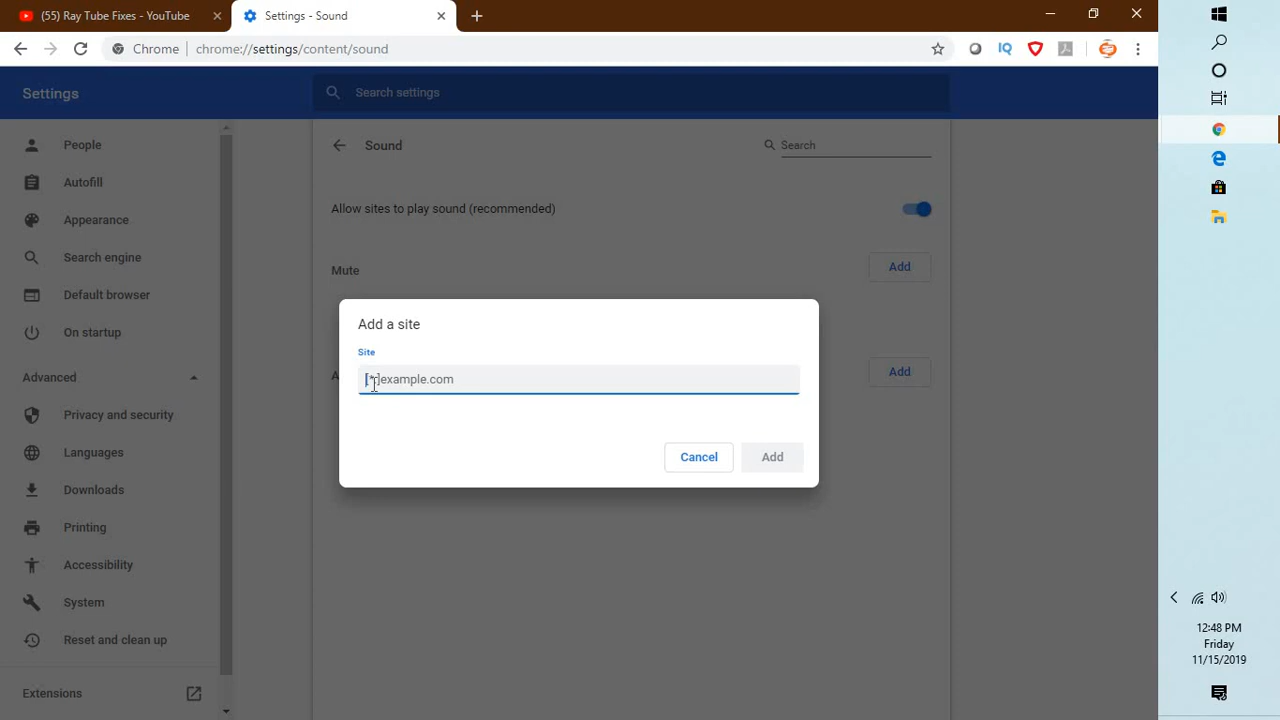 (55) Ray Tube Fixes - YouTube
Settings - Sound
Chrome
chrome://settings/content/sound
IQ
Settings
Search settings
People
Autofill
Appearance
Search engine
Default browser
On startup
Advanced
Privacy and security
Languages
Downloads
Printing
Accessibility
System
Reset and clean up
Extensions
Sound
Search
Allow sites to play sound (recommended)
Mute
Add
A
Add
Add a site
Site
[*.]example.com
Cancel
Add
12:48 PM
Friday
11/15/2019